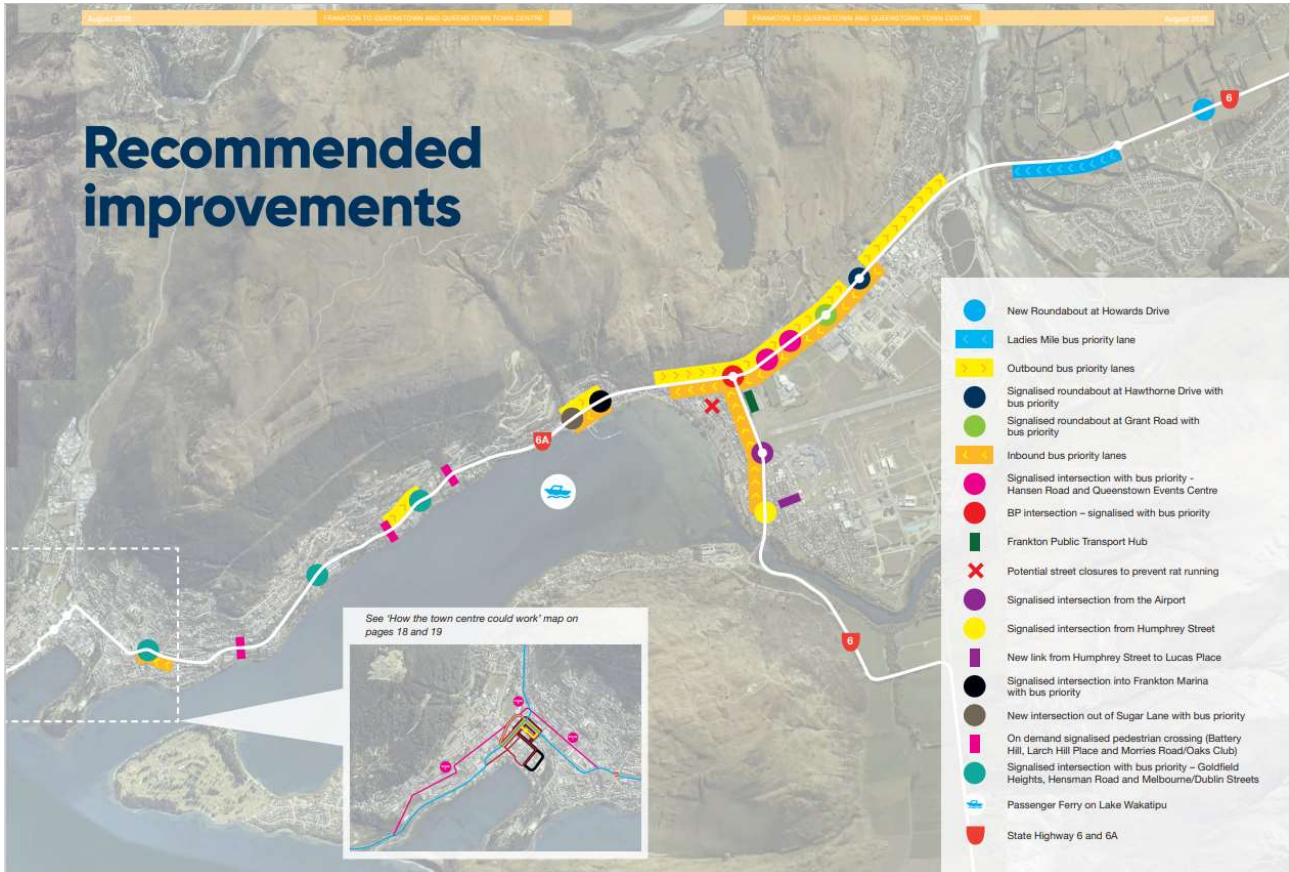 8
August 2020
FRANKTON TO QUEENSTOWN AND QUEENSTOWN TOWN CENTRE
FRANKTON TO QUEENSTOWN AND QUEENSTOWN TOWN CENTRE
August 2020
9
Recommended
improvements
6
6A
6
See ‘How the town centre could work’ map on
pages 18 and 19
New Roundabout at Howards Drive
Ladies Mile bus priority lane
Outbound bus priority lanes
Signalised roundabout at Hawthorne Drive with
bus priority
Signalised roundabout at Grant Road with
bus priority
Inbound bus priority lanes
Signalised intersection with bus priority -
Hansen Road and Queenstown Events Centre
BP intersection – signalised with bus priority
Frankton Public Transport Hub
Potential street closures to prevent rat running
Signalised intersection from the Airport
Signalised intersection from Humphrey Street
New link from Humphrey Street to Lucas Place
Signalised intersection into Frankton Marina
with bus priority
New intersection out of Sugar Lane with bus priority
On demand signalised pedestrian crossing (Battery
Hill, Larch Hill Place and Morries Road/Oaks Club)
Signalised intersection with bus priority – Goldfield
Heights, Hensman Road and Melbourne/Dublin Streets
Passenger Ferry on Lake Wakatipu
State Highway 6 and 6A